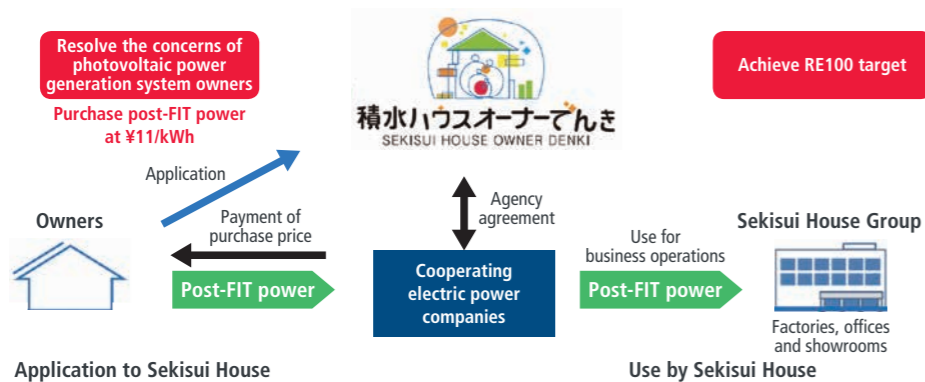 Resolve the concerns of
photovoltaic power
generation system owners
Purchase post-FIT power
at ¥11/kWh
積水ハウスオーナーでんき
SEKISUI HOUSE OWNER DENKI
Achieve RE100 target
Application
Agency
agreement
Owners
Payment of
purchase price
Post-FIT power
Cooperating
electric power
companies
Use for
business operations
Post-FIT power
Sekisui House Group
Factories, offices
and showrooms
Application to Sekisui House
Use by Sekisui House